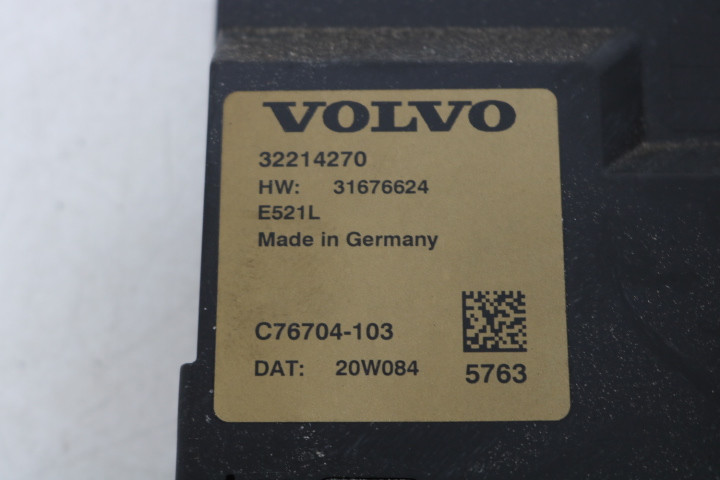 VOLVO
32214270
HW: 31676624
E521L
Made in Germany
C76704-103
DAT: 20W084
5763